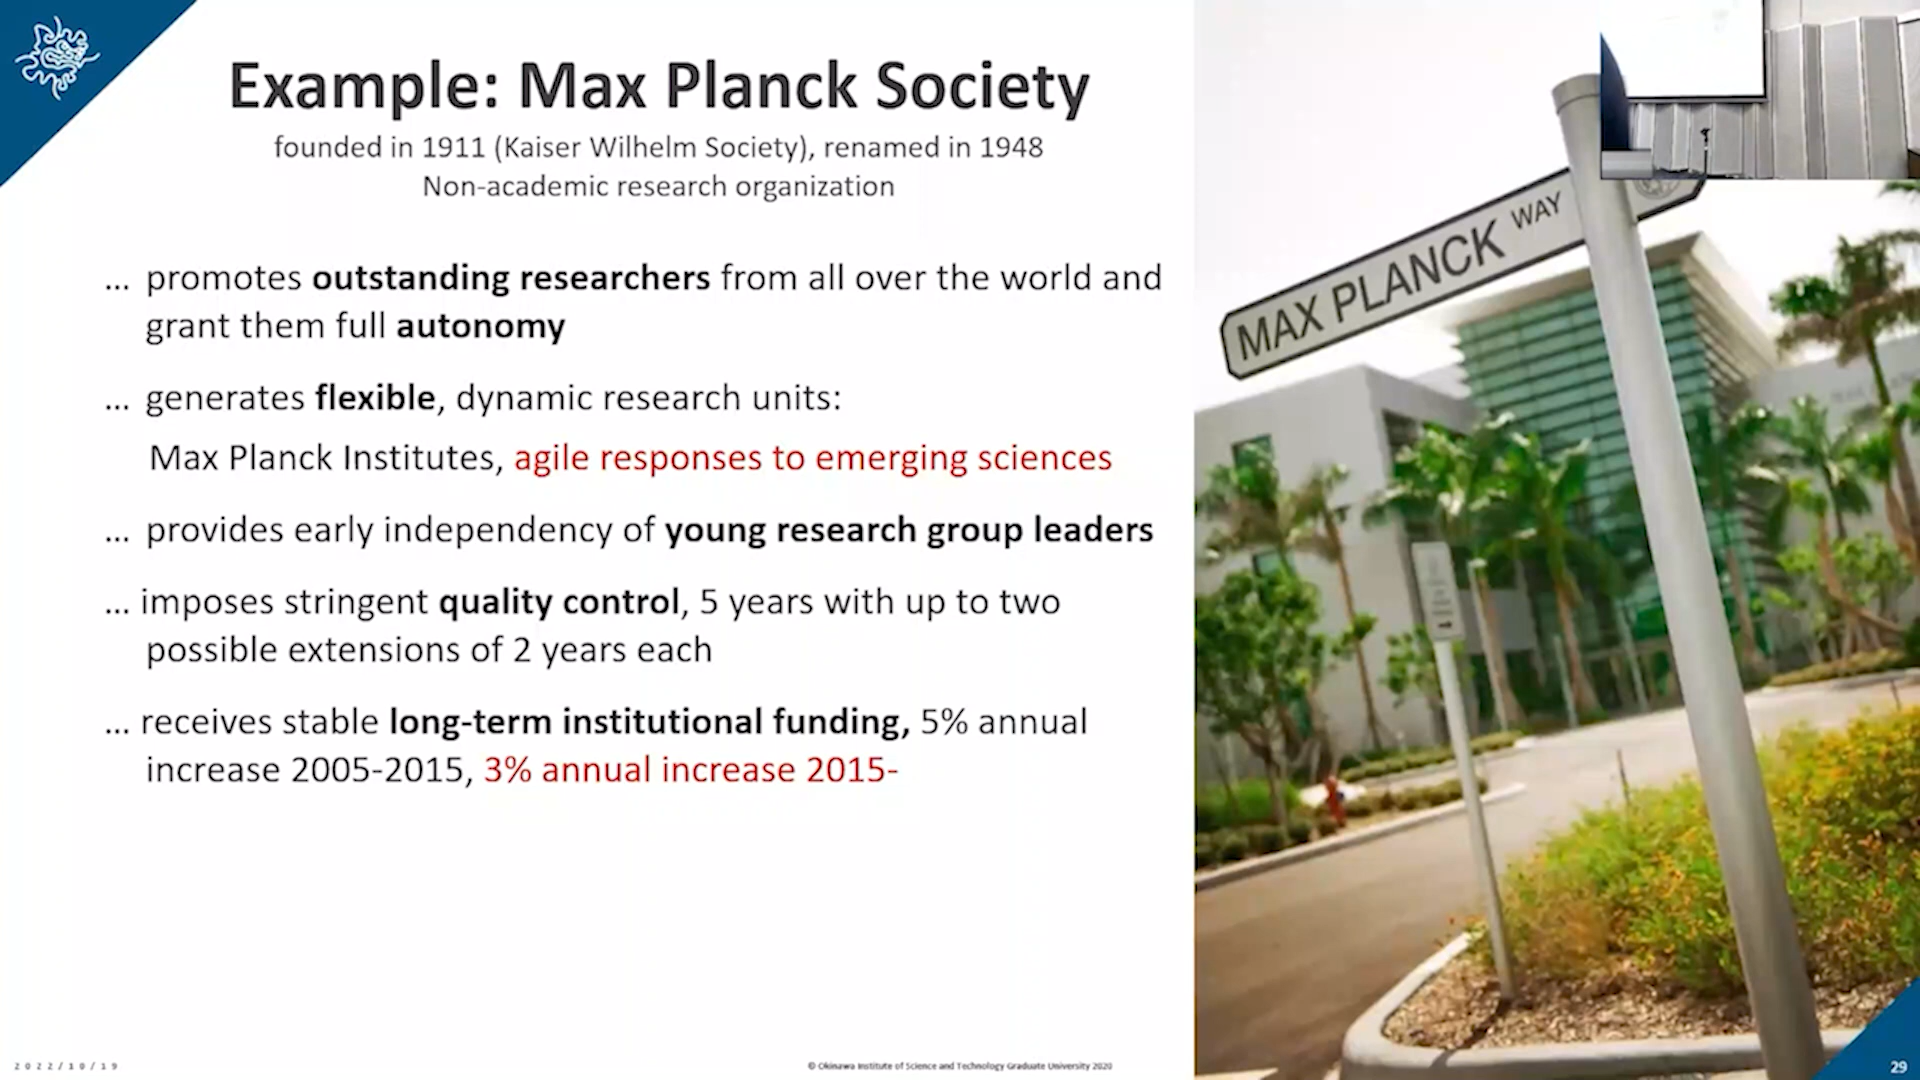 Example: Max Planck Society
founded in 1911 (Kaiser Wilhelm Society), renamed in 1948
Non-academic research organization
... promotes outstanding researchers from all over the world and
grant them full autonomy
... generates flexible, dynamic research units:
Max Planck Institutes, agile responses to emerging sciences
... provides early independency of young research group leaders
... imposes stringent quality control, 5 years with up to two
possible extensions of 2 years each
... receives stable long-term institutional funding, 5% annual
increase 2005-2015, 3% annual increase 2015-
MAX PLANCK WAY
2022/10/19
© Okinawa Institute of Science and Technology Graduate University 2020
29